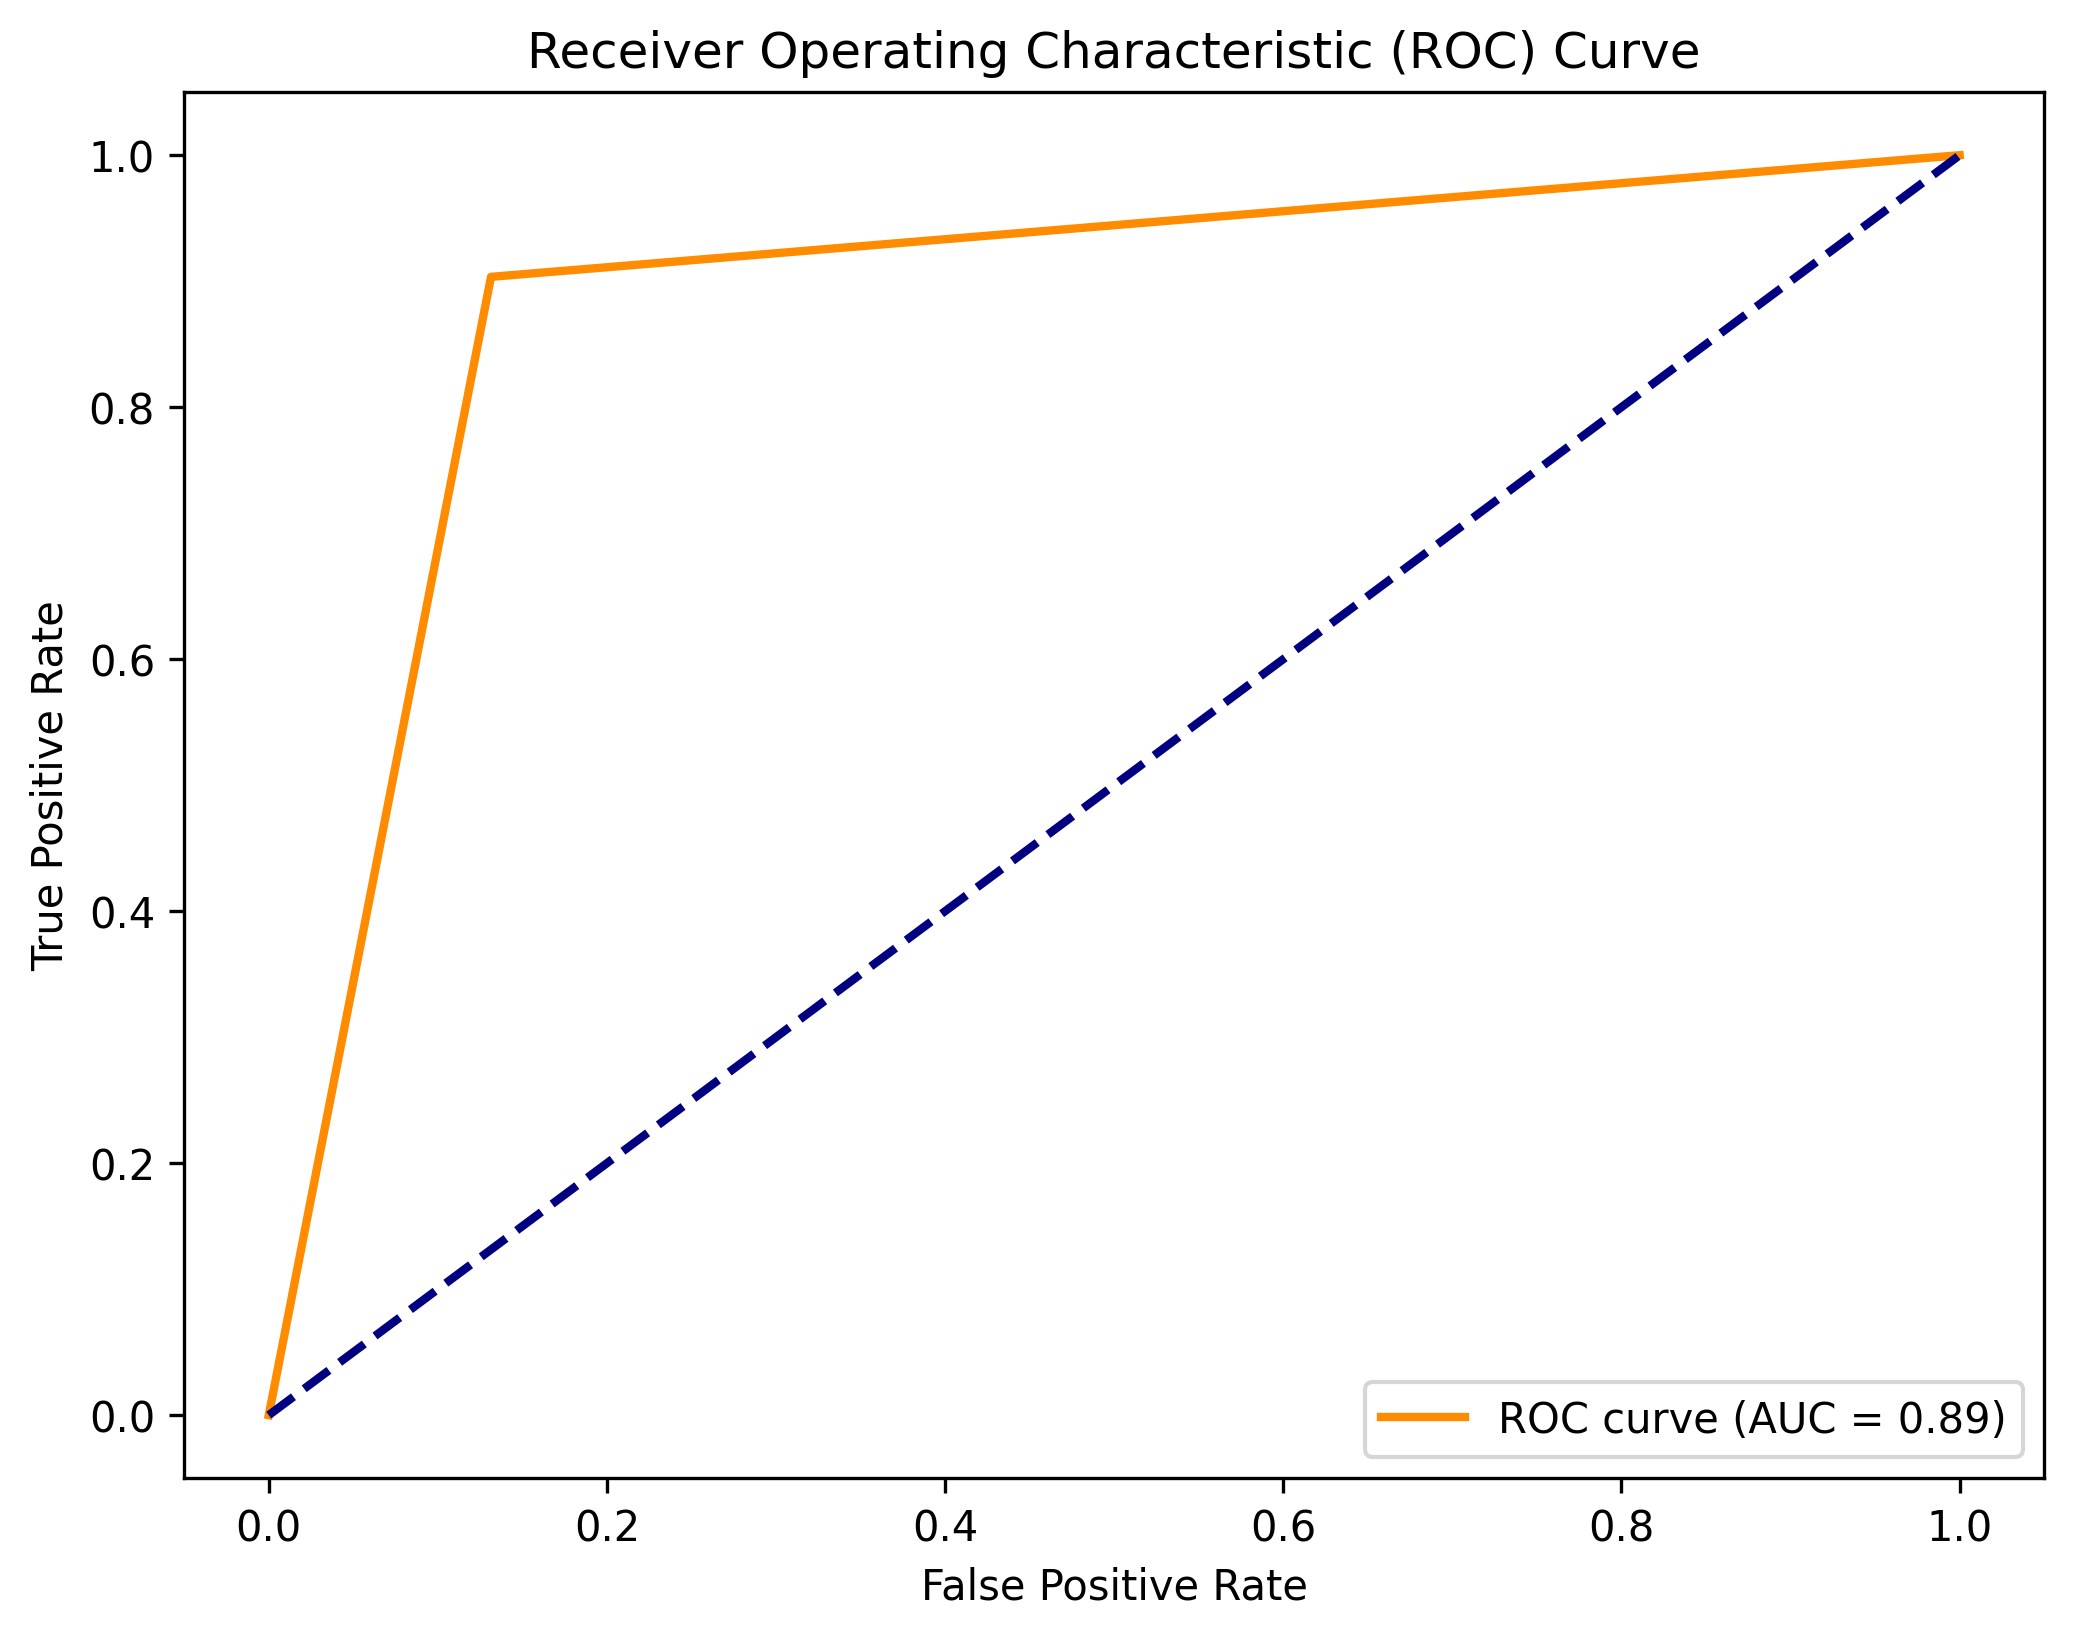 Receiver Operating Characteristic (ROC) Curve
1.0
0.8
0.6
0.4
0.2
0.0
True Positive Rate
ROC curve (AUC = 0.89)
0.0 0.2 0.4 0.6 0.8 1.0
False Positive Rate